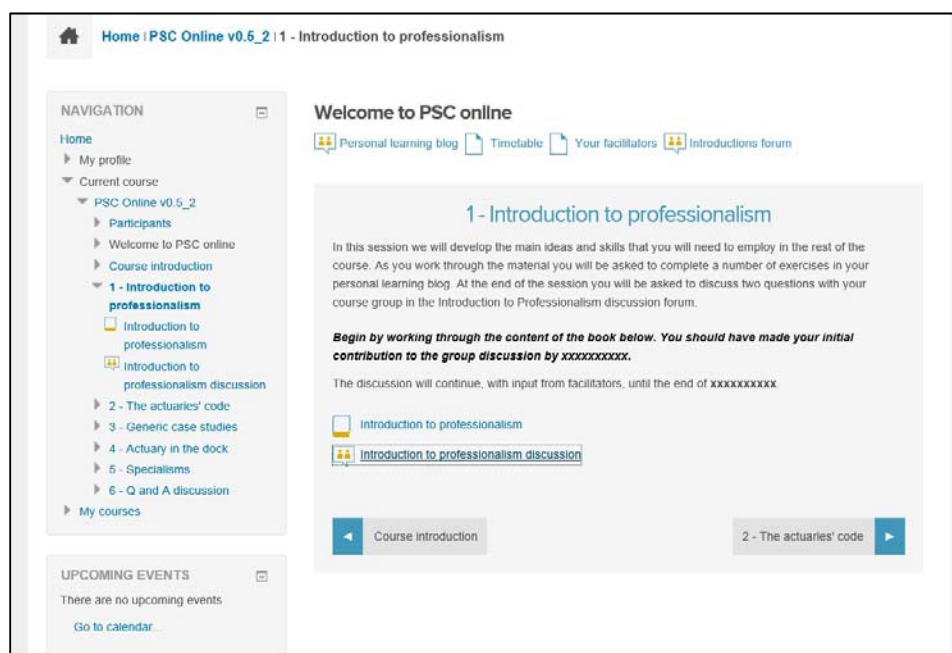 Home | PSC Online v0.5_2 | 1 - Introduction to professionalism
NAVIGATION
Home
My profile
Current course
PSC Online v0.5_2
Participants
Welcome to PSC online
Course introduction
1 - Introduction to
professionalism
Introduction to
professionalism
Introduction to
professionalism discussion
2 - The actuaries' code
3 - Generic case studies
4 - Actuary in the dock
5 - Specialisms
6 - Q and A discussion
My courses
UPCOMING EVENTS
There are no upcoming events
Go to calendar...
Welcome to PSC online
Personal learning blog Timetable Your facilitators Introductions forum
1 - Introduction to professionalism
In this session we will develop the main ideas and skills that you will need to employ in the rest of the
course. As you work through the material you will be asked to complete a number of exercises in your
personal learning blog. At the end of the session you will be asked to discuss two questions with your
course group in the Introduction to Professionalism discussion forum.
Begin by working through the content of the book below. You should have made your initial
contribution to the group discussion by xxxxxxxxxx.
The discussion will continue, with input from facilitators, until the end of xxxxxxxxxx.
Introduction to professionalism
Introduction to professionalism discussion
Course introduction
2 - The actuaries' code